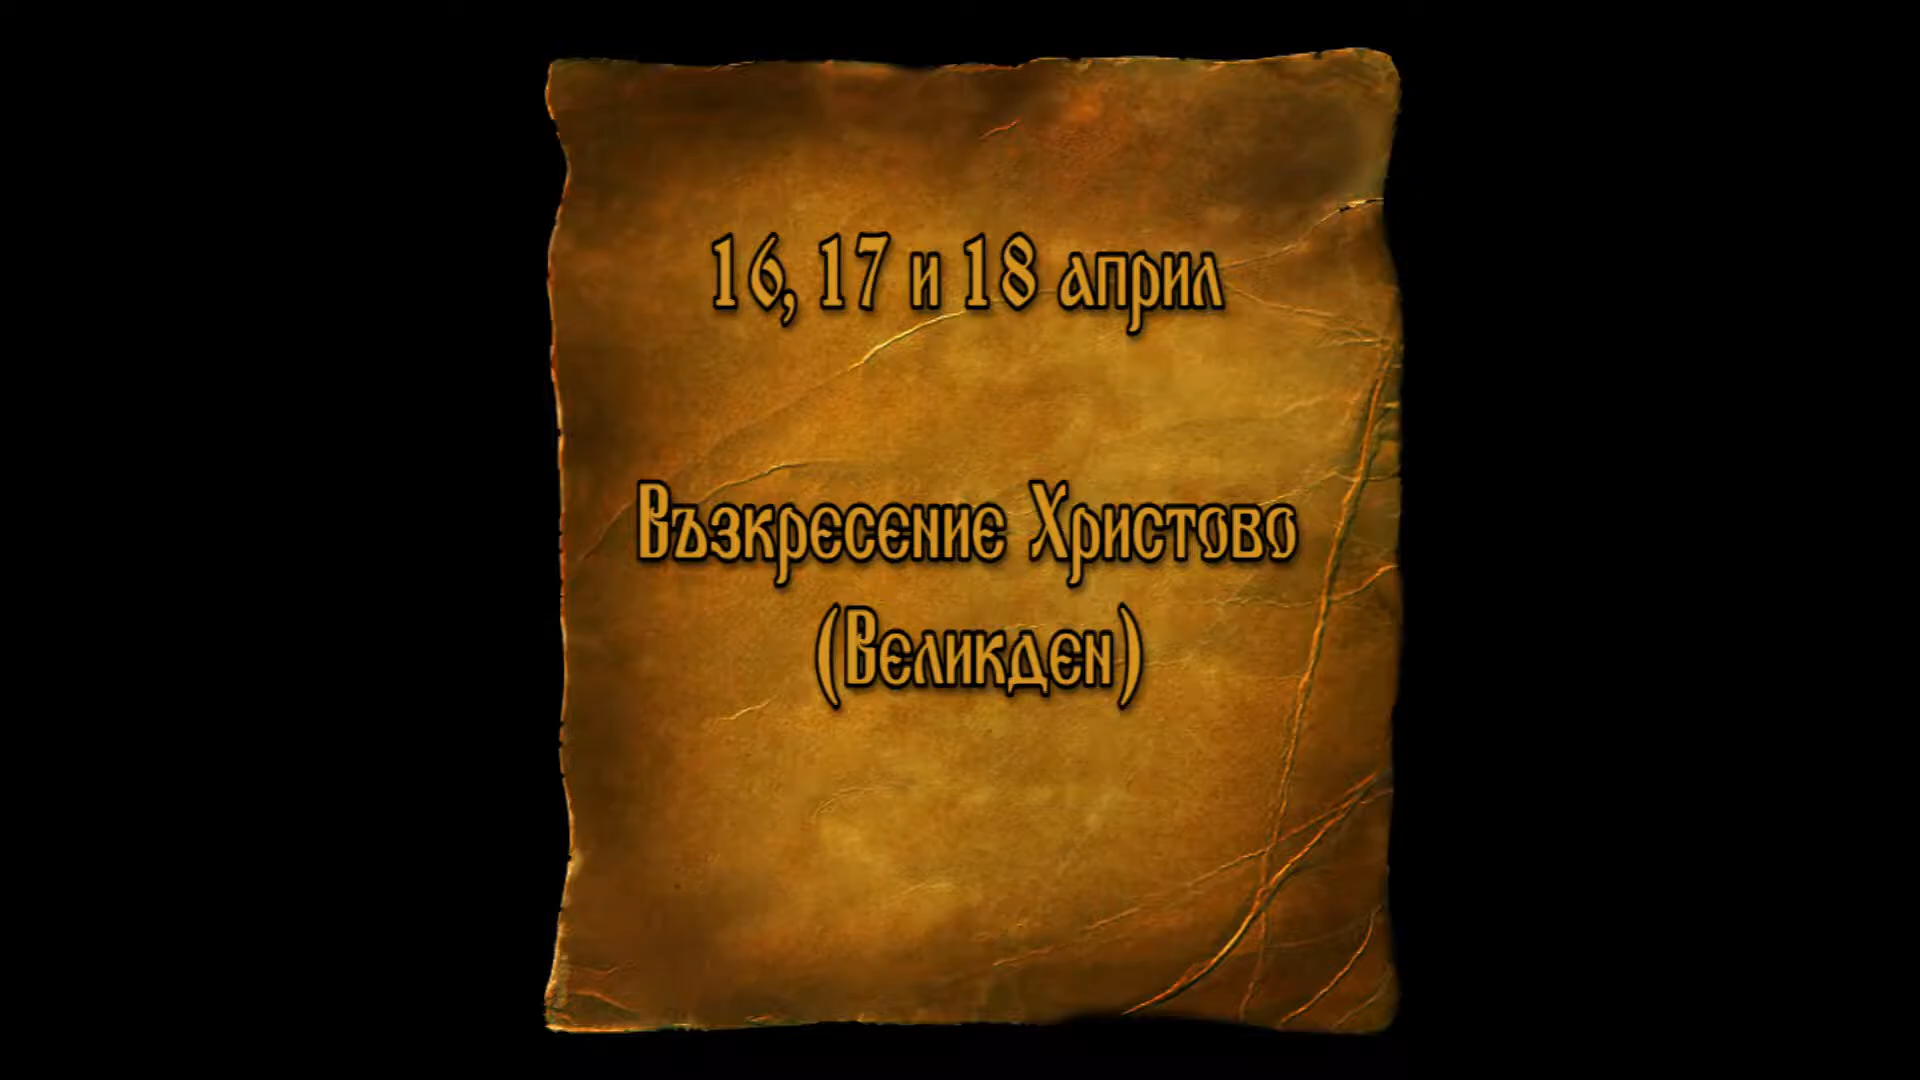 16, 17 и 18 април
Възкресение Христово
(Великден)